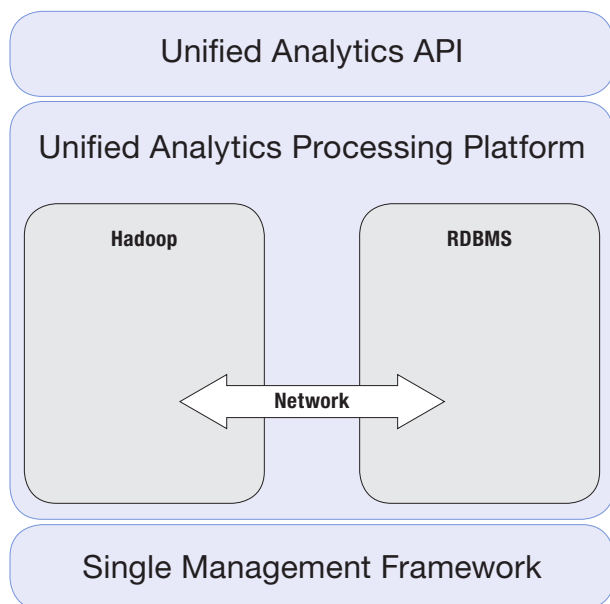 Unified Analytics API
Unified Analytics Processing Platform
Hadoop
RDBMS
Network
Single Management Framework